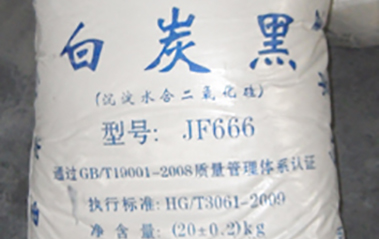 白炭黑
(沉淀水合二氧化硅)
型号: JF666
通过GB/T19001-2008质量管理体系认证
执行标准: HG/T3061-2009
净含量: (20±0.2)kg